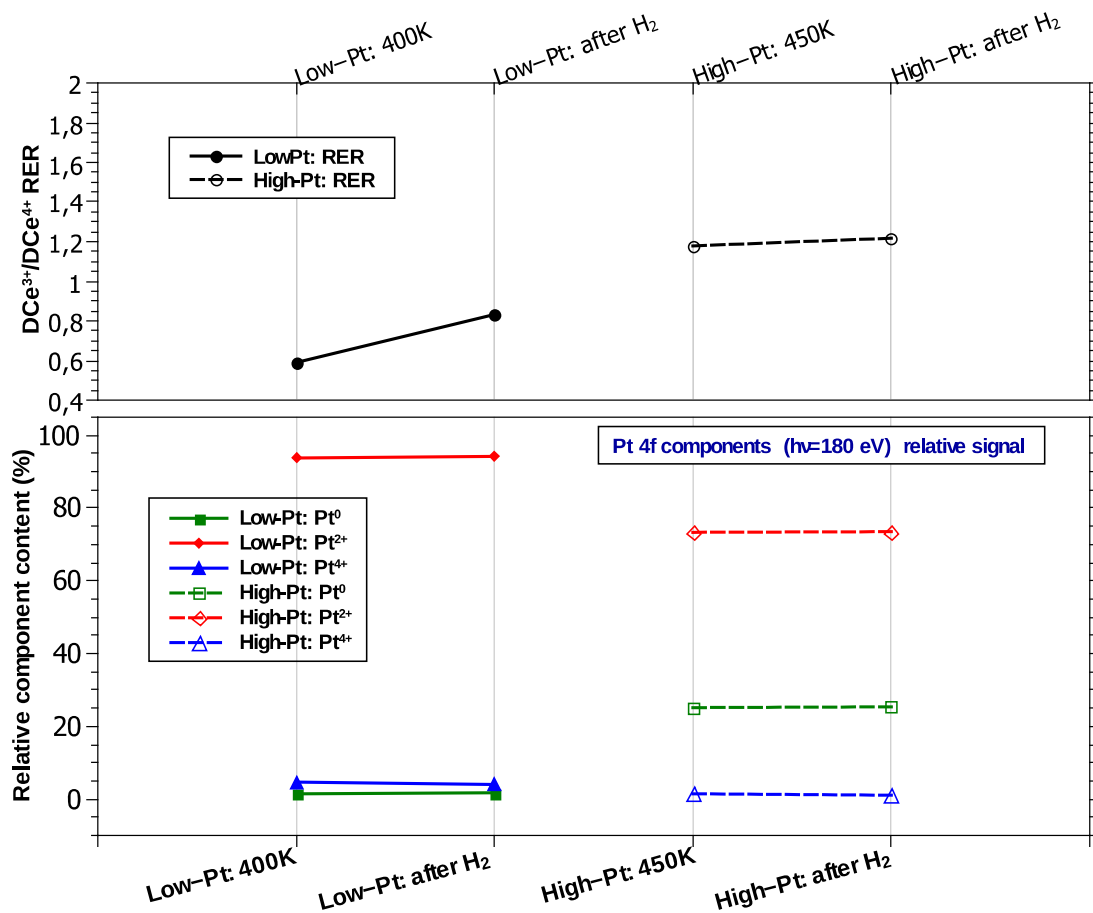 Low−Pt: 400K
Low−Pt: after H₂
High−Pt: 450K
High−Pt: after H₂
2
1,8
1,6
1,4
1,2
1
0,8
0,6
0,4
DCe³⁺/DCe⁴⁺ RER
LowPt: RER
High-Pt: RER
100
80
60
40
20
0
Relative component content (%)
Pt 4f components (hν=180 eV) relative signal
Low-Pt: Pt⁰
Low-Pt: Pt²⁺
Low-Pt: Pt⁴⁺
High-Pt: Pt⁰
High-Pt: Pt²⁺
High-Pt: Pt⁴⁺
Low−Pt: 400K
Low−Pt: after H₂
High−Pt: 450K
High−Pt: after H₂